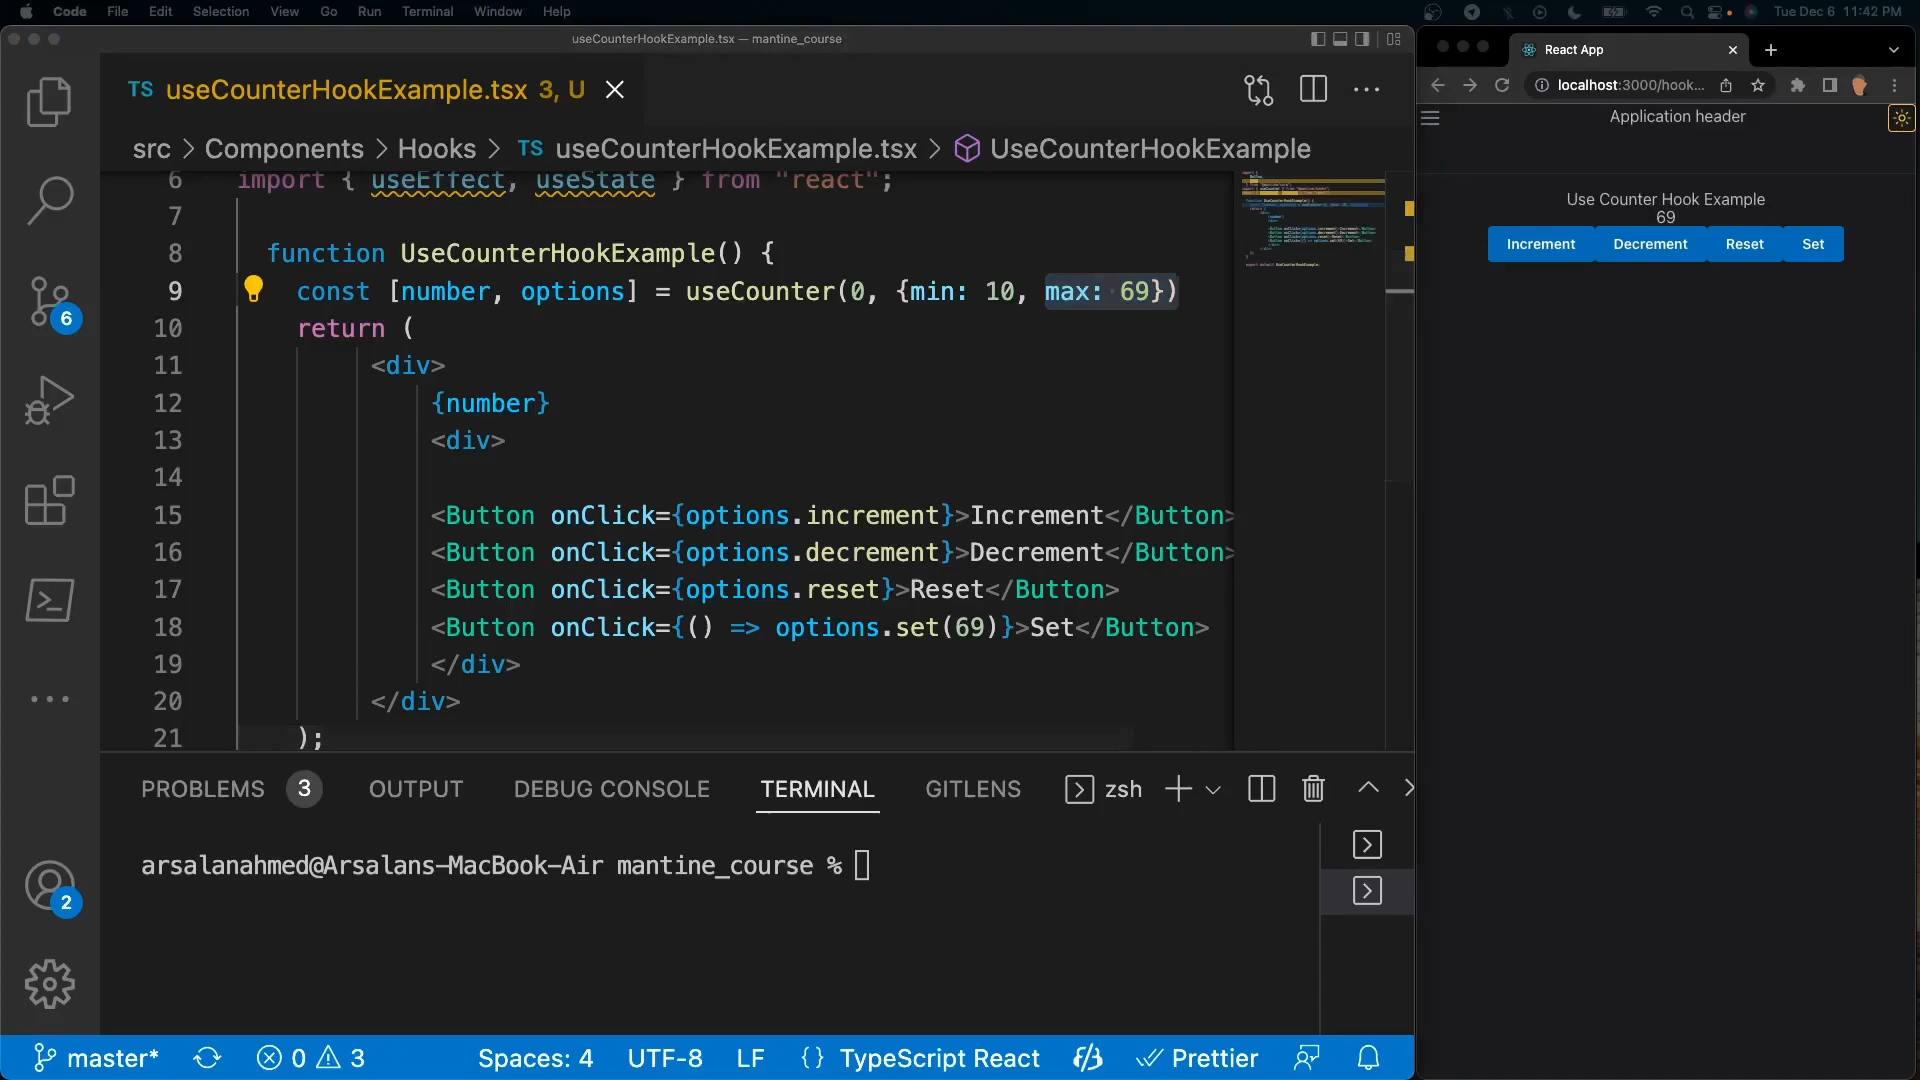 Code File Edit Selection View Go Run Terminal Window Help
Tue Dec 6 11:42 PM
useCounterHookExample.tsx — mantine_course
TS useCounterHookExample.tsx 3, U
src > Components > Hooks > TS useCounterHookExample.tsx > UseCounterHookExample
6 import { useEffect, useState } from "react";
7
8 function UseCounterHookExample() {
9 const [number, options] = useCounter(0, {min: 10, max: 69})
10 return (
11 <div>
12 {number}
13 <div>
14
15 <Button onClick={options.increment}>Increment</Button>
16 <Button onClick={options.decrement}>Decrement</Button>
17 <Button onClick={options.reset}>Reset</Button>
18 <Button onClick={() => options.set(69)}>Set</Button>
19 </div>
20 </div>
21 );
6
2
PROBLEMS 3 OUTPUT DEBUG CONSOLE TERMINAL GITLENS zsh
arsalanahmed@Arsalans-MacBook-Air mantine_course %
master* 0 3 Spaces: 4 UTF-8 LF {} TypeScript React Prettier
React App
localhost:3000/hook...
Application header
Use Counter Hook Example
69
Increment Decrement Reset Set